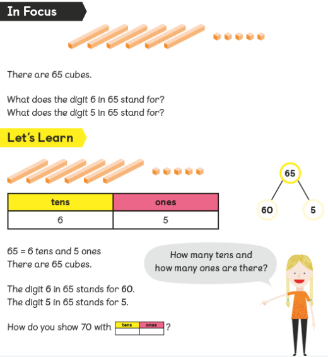 In Focus
There are 65 cubes.
What does the digit 6 in 65 stand for?
What does the digit 5 in 65 stand for?
Let's Learn
tens ones
6 5
65
60 5
65 = 6 tens and 5 ones
There are 65 cubes.
The digit 6 in 65 stands for 60.
The digit 5 in 65 stands for 5.
How many tens and
how many ones are there?
How do you show 70 with tens ones ?